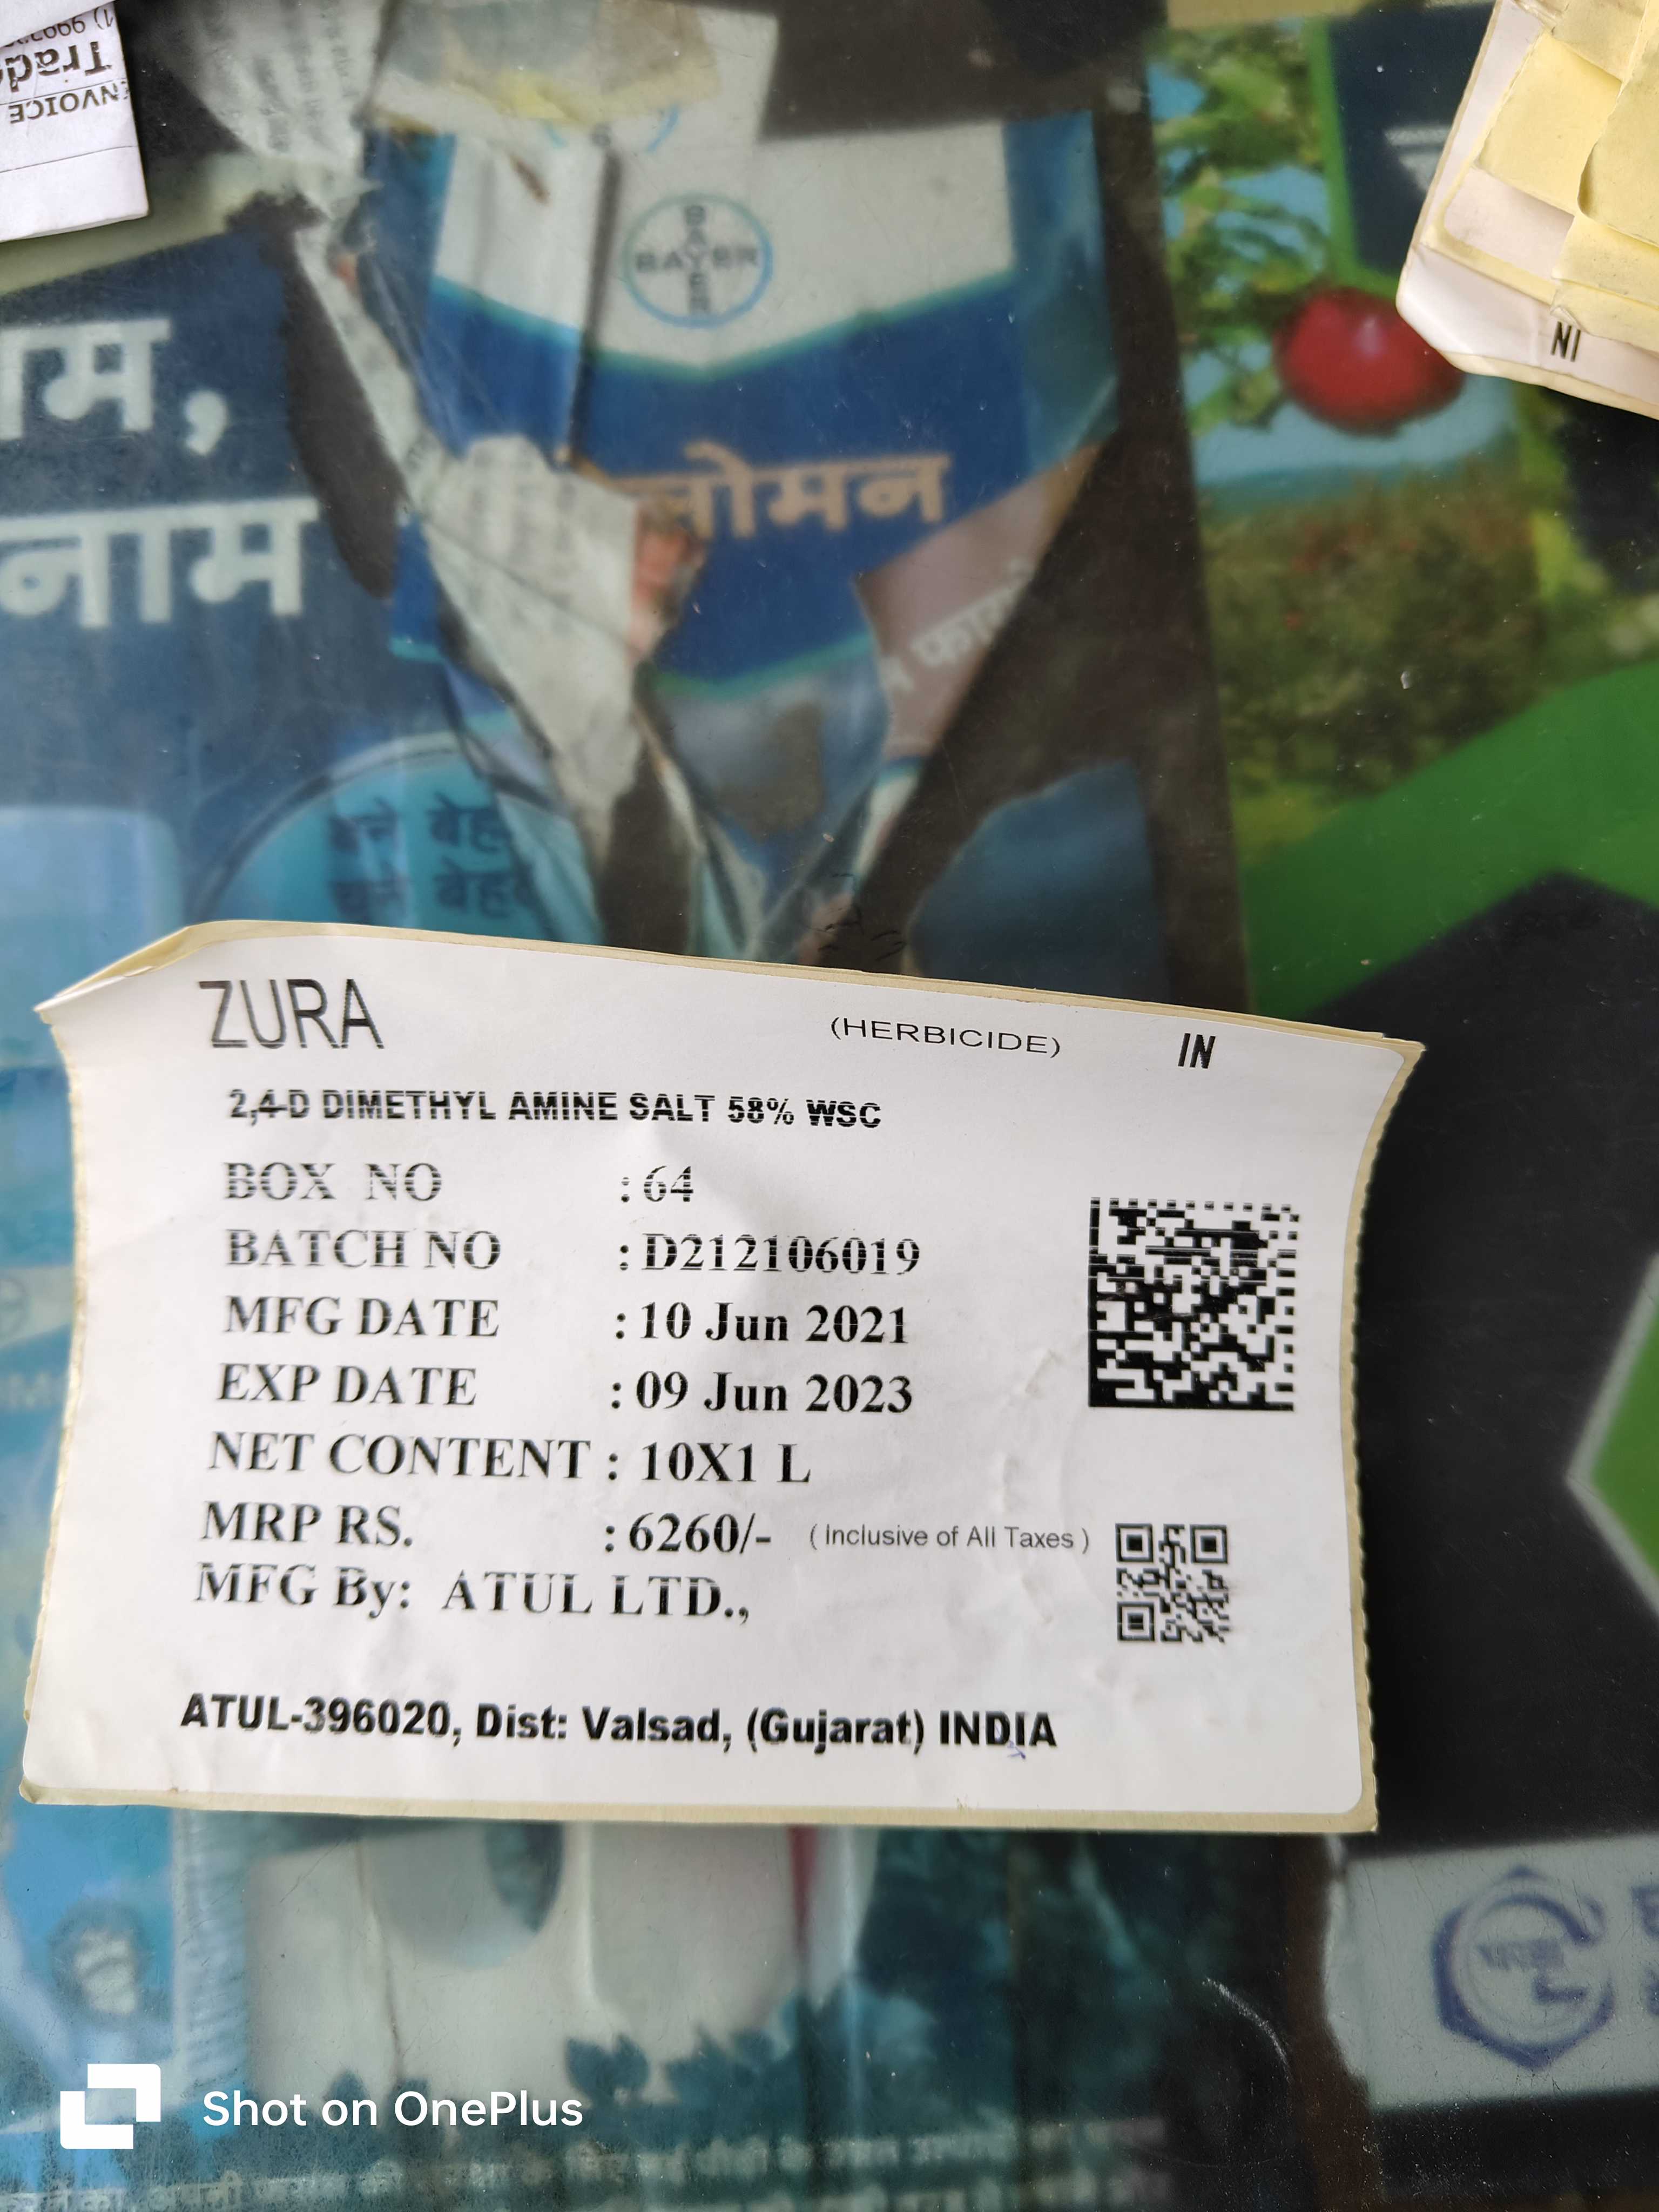 INVOICE
BAYER
BAYER
नाम
IN
ZURA (HERBICIDE) IN
2,4-D DIMETHYL AMINE SALT 58% WSC
BOX NO : 64
BATCH NO : D212106019
MFG DATE : 10 Jun 2021
EXP DATE : 09 Jun 2023
NET CONTENT : 10X1 L
MRP RS. : 6260/- ( Inclusive of All Taxes )
MFG By: ATUL LTD.,
ATUL-396020, Dist: Valsad, (Gujarat) INDIA
Shot on OnePlus